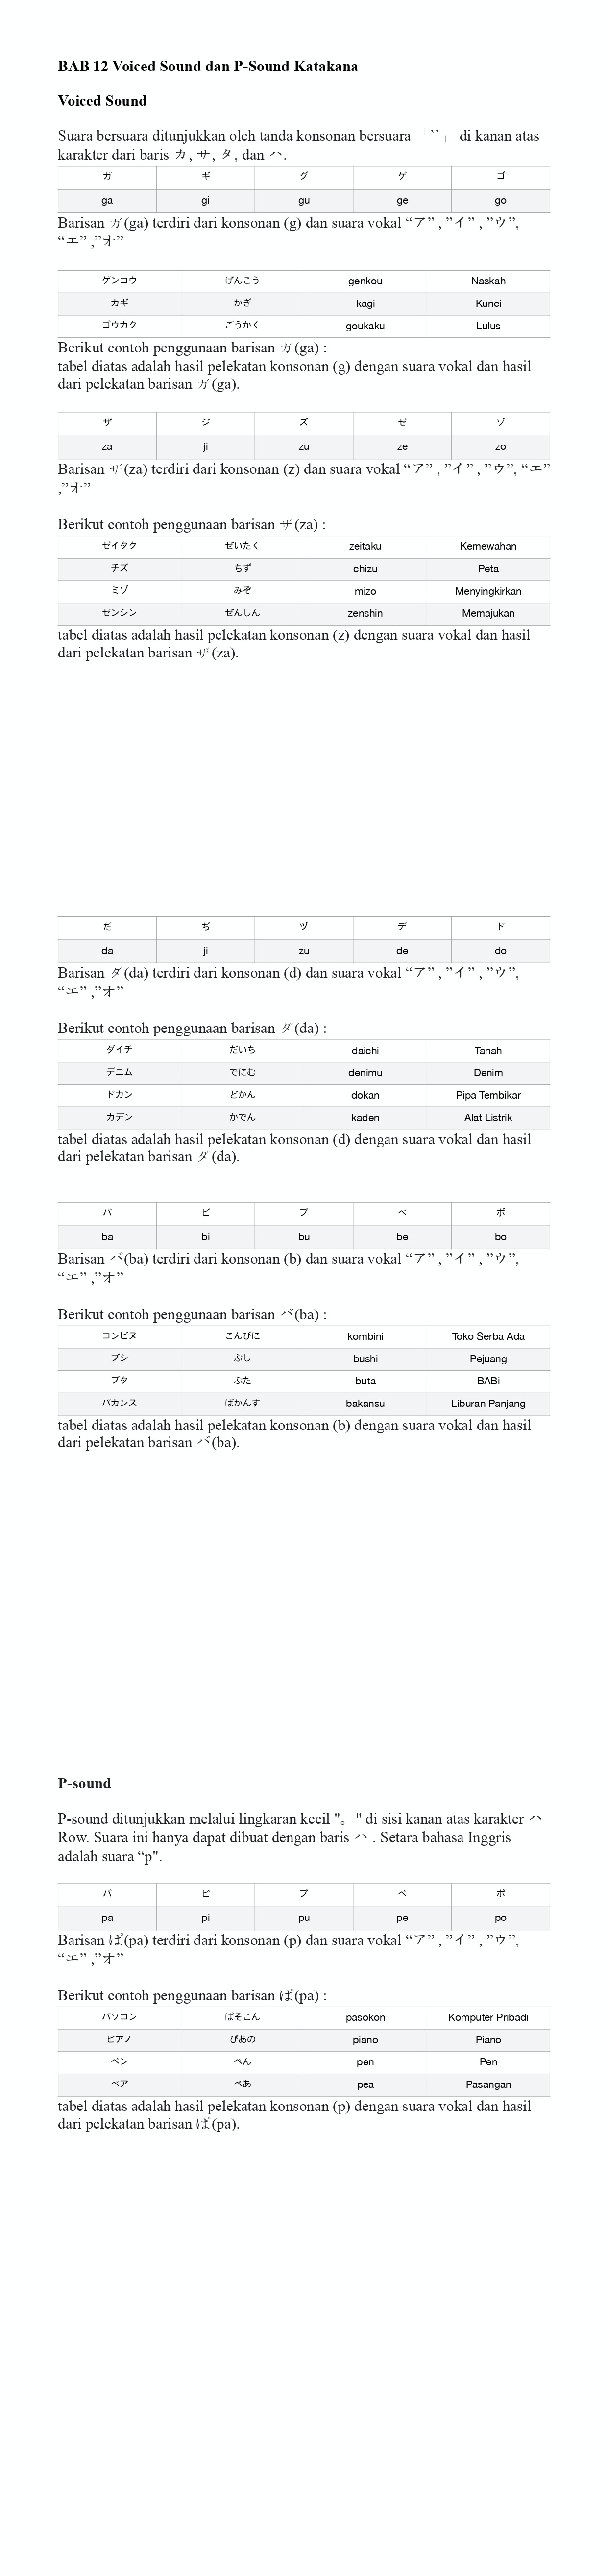 BAB 12 Voiced Sound dan P-Sound Katakana
Voiced Sound
Suara bersuara ditunjukkan oleh tanda konsonan bersuara 「``」 di kanan atas
karakter dari baris カ, サ, タ, dan ハ.
ガ ギ グ ゲ ゴ
ga gi gu ge go
Barisan ガ(ga) terdiri dari konsonan (g) dan suara vokal “ア” , ”イ” , ”ウ”,
“エ” ,”オ”
ゲンコウ げんこう genkou Naskah
カギ かぎ kagi Kunci
ゴウカク ごうかく goukaku Lulus
Berikut contoh penggunaan barisan ガ(ga) :
tabel diatas adalah hasil pelekatan konsonan (g) dengan suara vokal dan hasil
dari pelekatan barisan ガ(ga).
ザ ジ ズ ゼ ゾ
za ji zu ze zo
Barisan ザ(za) terdiri dari konsonan (z) dan suara vokal “ア” , ”イ” , ”ウ”, “エ”
,”オ”
Berikut contoh penggunaan barisan ザ(za) :
ゼイタク ぜいたく zeitaku Kemewahan
チズ ちず chizu Peta
ミゾ みぞ mizo Menyingkirkan
ゼンシン ぜんしん zenshin Memajukan
tabel diatas adalah hasil pelekatan konsonan (z) dengan suara vokal dan hasil
dari pelekatan barisan ザ(za).
だ ぢ ヅ デ ド
da ji zu de do
Barisan ダ(da) terdiri dari konsonan (d) dan suara vokal “ア” , ”イ” , ”ウ”,
“エ” ,”オ”
Berikut contoh penggunaan barisan ダ(da) :
ダイチ だいち daichi Tanah
デニム でにむ denimu Denim
ドカン どかん dokan Pipa Tembikar
カデン かでん kaden Alat Listrik
tabel diatas adalah hasil pelekatan konsonan (d) dengan suara vokal dan hasil
dari pelekatan barisan ダ(da).
バ ビ ブ ベ ボ
ba bi bu be bo
Barisan バ(ba) terdiri dari konsonan (b) dan suara vokal “ア” , ”イ” , ”ウ”,
“エ” ,”オ”
Berikut contoh penggunaan barisan バ(ba) :
コンビヌ こんびに kombini Toko Serba Ada
ブシ ぶし bushi Pejuang
ブタ ぶた buta BABi
バカンス ばかんす bakansu Liburan Panjang
tabel diatas adalah hasil pelekatan konsonan (b) dengan suara vokal dan hasil
dari pelekatan barisan バ(ba).
P-sound
P-sound ditunjukkan melalui lingkaran kecil "。" di sisi kanan atas karakter ハ
Row. Suara ini hanya dapat dibuat dengan baris ハ . Setara bahasa Inggris
adalah suara “p".
パ ピ プ ペ ポ
pa pi pu pe po
Barisan ぱ(pa) terdiri dari konsonan (p) dan suara vokal “ア” , ”イ” , ”ウ”,
“エ” ,”オ”
Berikut contoh penggunaan barisan ぱ(pa) :
パソコン ぱそこん pasokon Komputer Pribadi
ピアノ ぴあの piano Piano
ペン ぺん pen Pen
ペア ぺあ pea Pasangan
tabel diatas adalah hasil pelekatan konsonan (p) dengan suara vokal dan hasil
dari pelekatan barisan ぱ(pa).